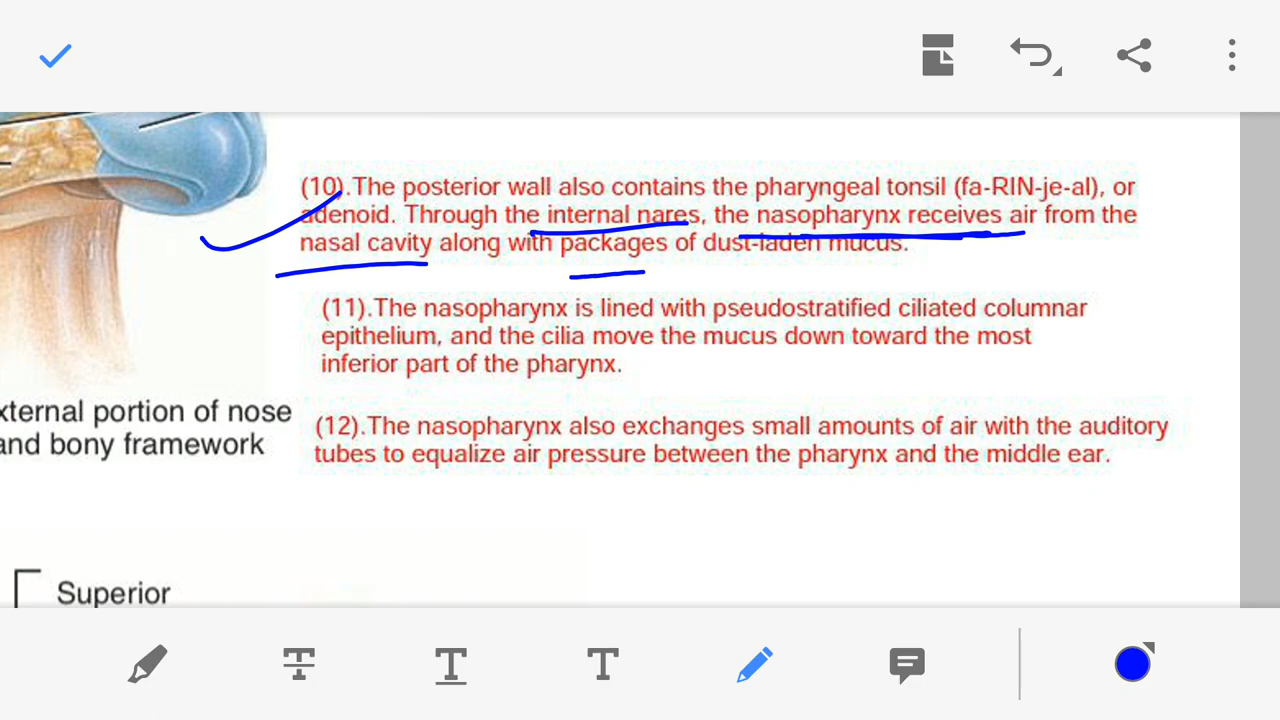 (10).The posterior wall also contains the pharyngeal tonsil (fa-RIN-je-al), or
adenoid. Through the internal nares, the nasopharynx receives air from the
nasal cavity along with packages of dust-laden mucus.
(11).The nasopharynx is lined with pseudostratified ciliated columnar
epithelium, and the cilia move the mucus down toward the most
inferior part of the pharynx.
xternal portion of nose
and bony framework
(12).The nasopharynx also exchanges small amounts of air with the auditory
tubes to equalize air pressure between the pharynx and the middle ear.
Superior